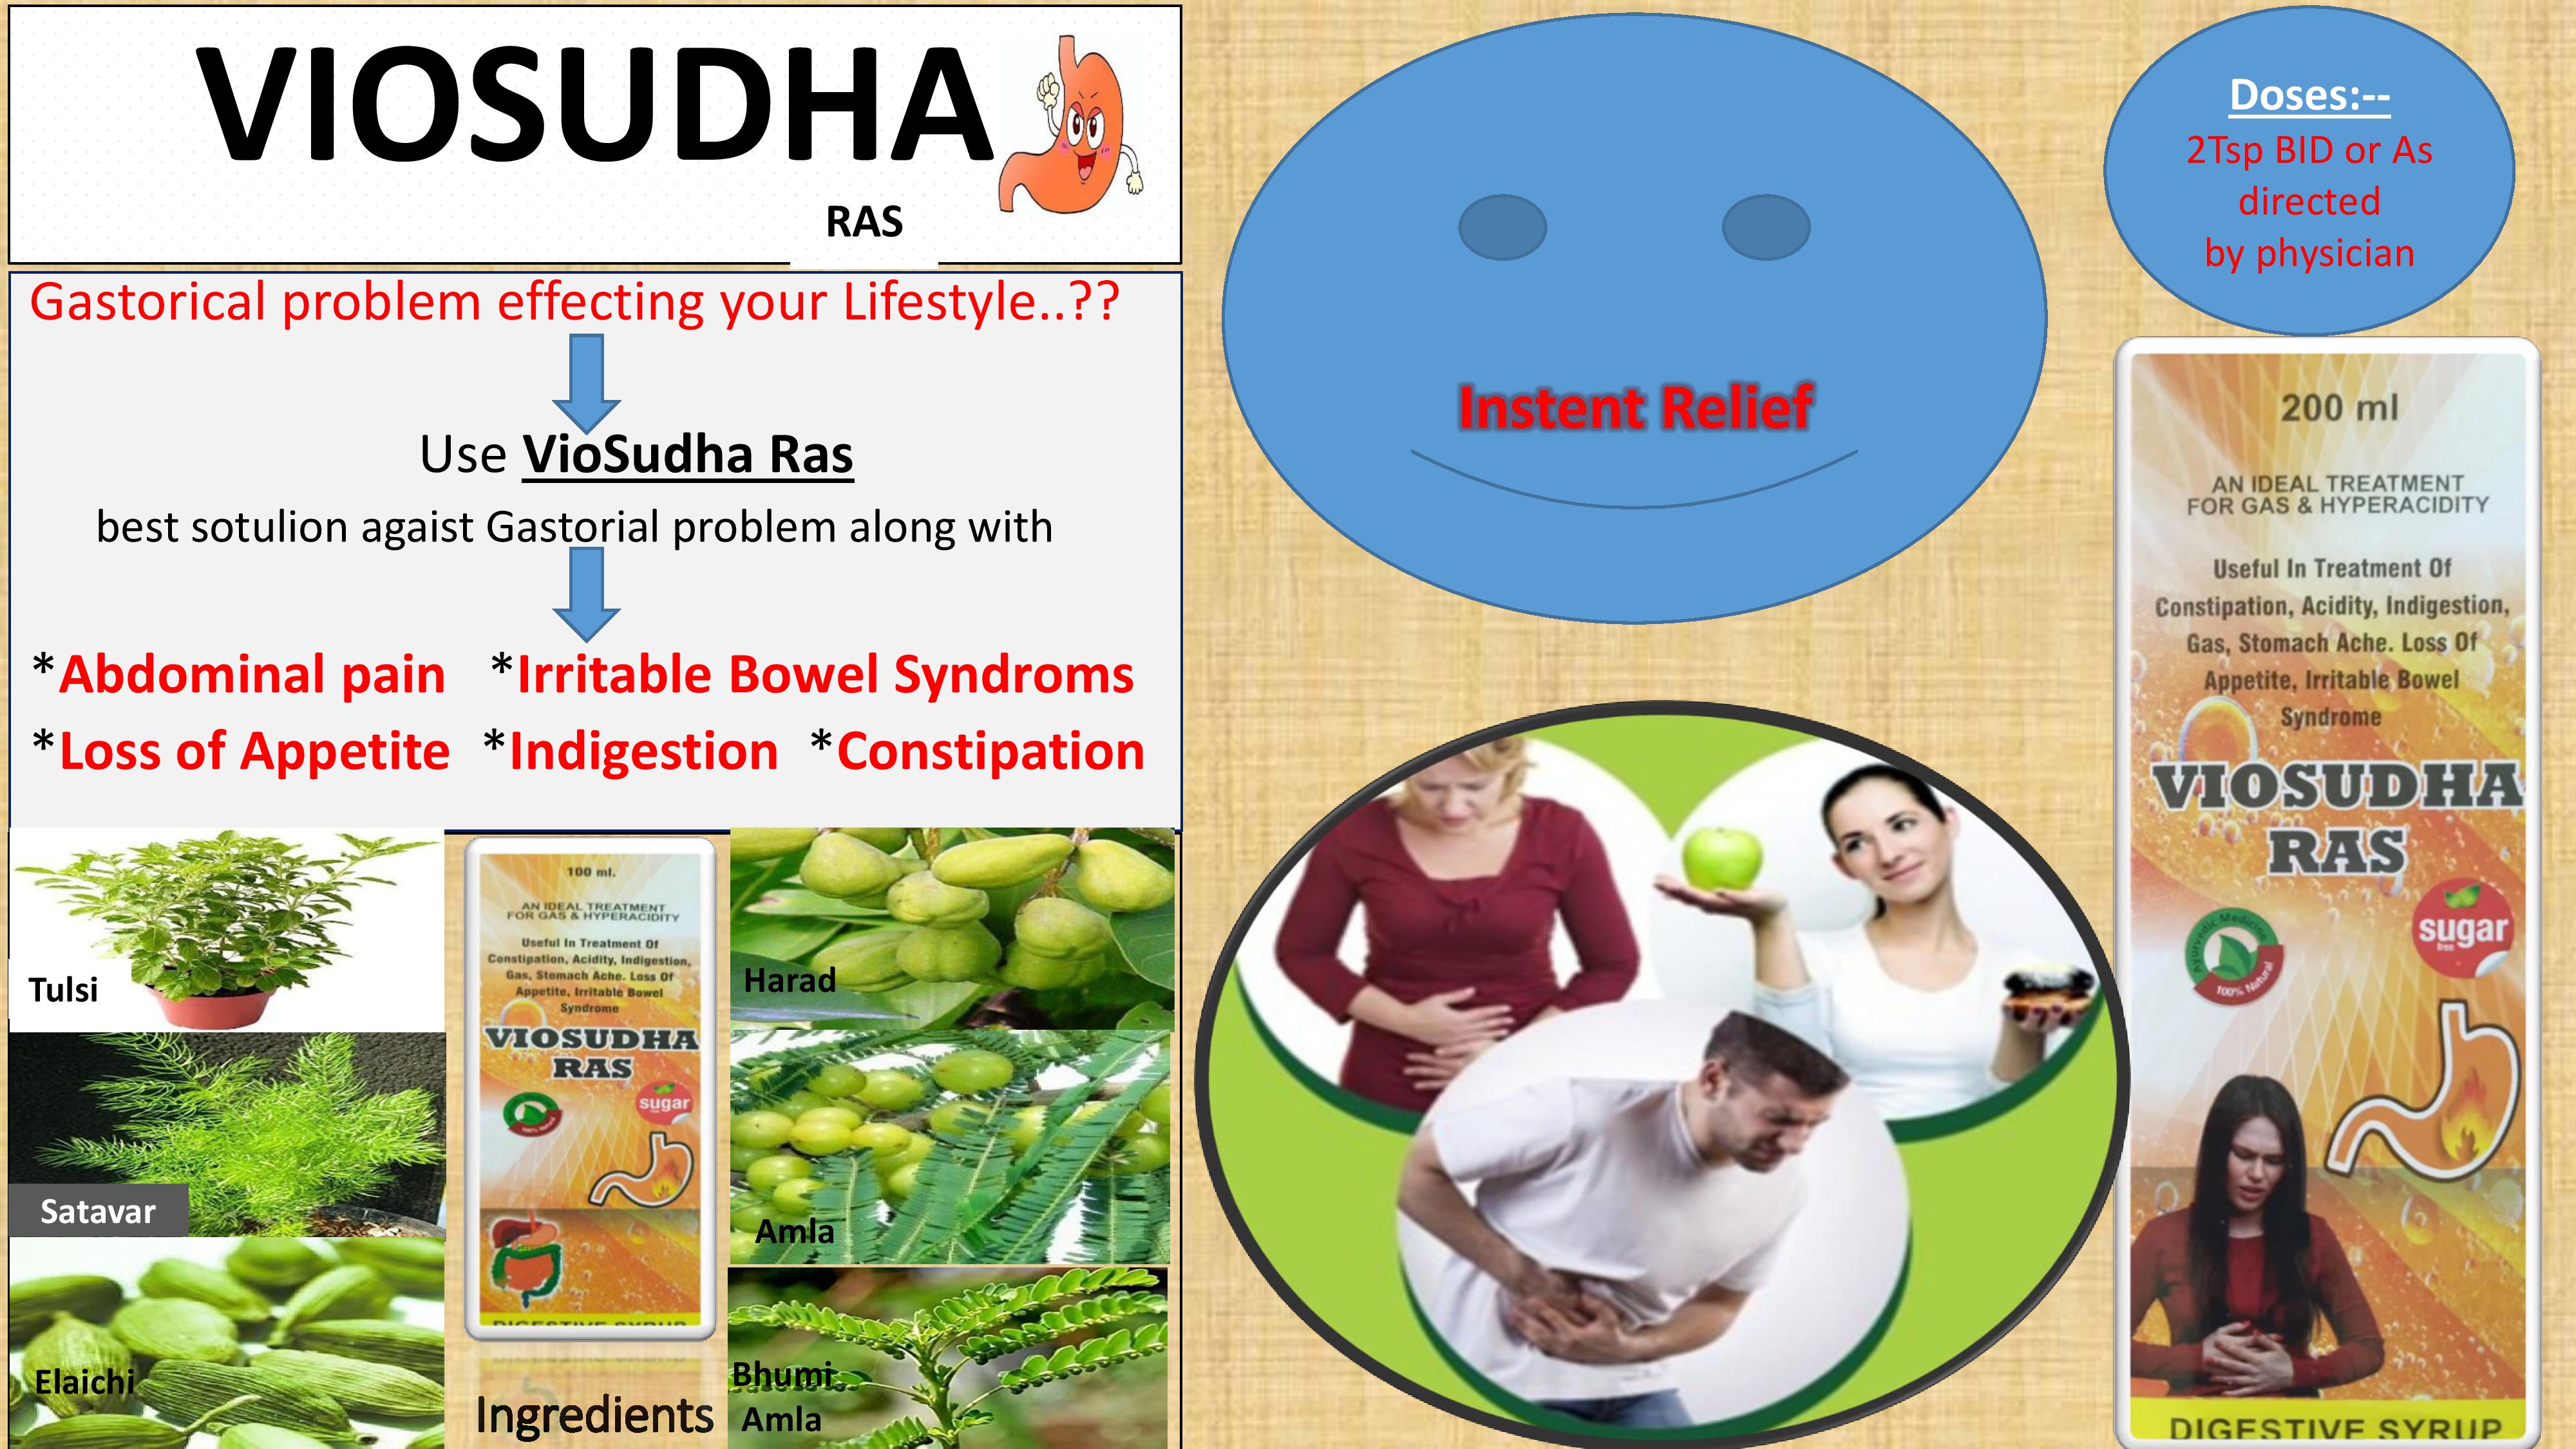 VIOSUDHA
RAS
Gastorical problem effecting your Lifestyle..??
Use VioSudha Ras
best sotulion agaist Gastorial problem along with
*Abdominal pain *Irritable Bowel Syndroms
*Loss of Appetite *Indigestion *Constipation
Tulsi
Satavar
Elaichi
100 ml.
AN IDEAL TREATMENT
FOR GAS & HYPERACIDITY
Useful In Treatment Of
Constipation, Acidity, Indigestion,
Gas, Stomach Ache. Loss Of
Appetite, Irritable Bowel
Syndrome
VIOSUDHA
RAS
sugar
free
100% Natural
DIGESTIVE SYRUP
Ingredients
Harad
Amla
Bhumi
Amla
Instent Relief
Doses:--
2Tsp BID or As
directed
by physician
200 ml
AN IDEAL TREATMENT
FOR GAS & HYPERACIDITY
Useful In Treatment Of
Constipation, Acidity, Indigestion,
Gas, Stomach Ache. Loss Of
Appetite, Irritable Bowel
Syndrome
VIOSUDHA
RAS
Ayurvedic Medicine
100% Natural
sugar
free
DIGESTIVE SYRUP